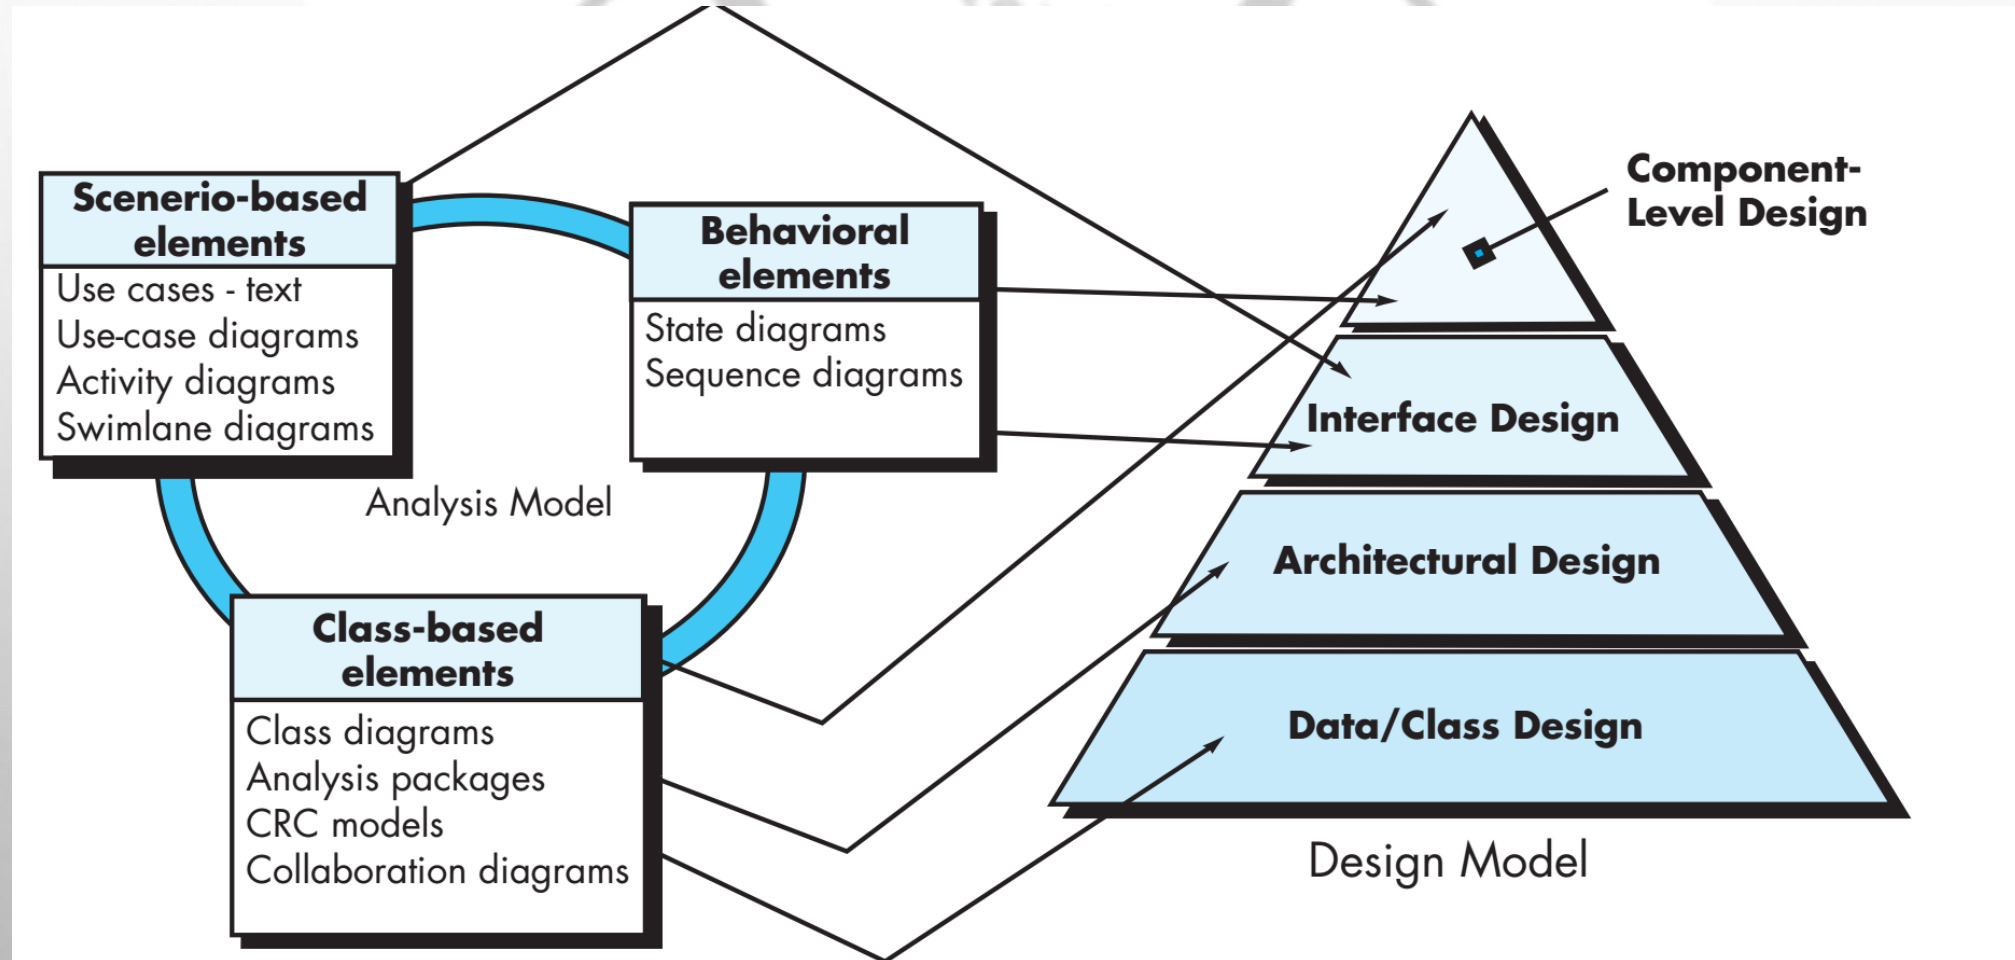 Scenerio-based
elements
Use cases - text
Use-case diagrams
Activity diagrams
Swimlane diagrams
Behavioral
elements
State diagrams
Sequence diagrams
Analysis Model
Class-based
elements
Class diagrams
Analysis packages
CRC models
Collaboration diagrams
Component-
Level Design
Interface Design
Architectural Design
Data/Class Design
Design Model